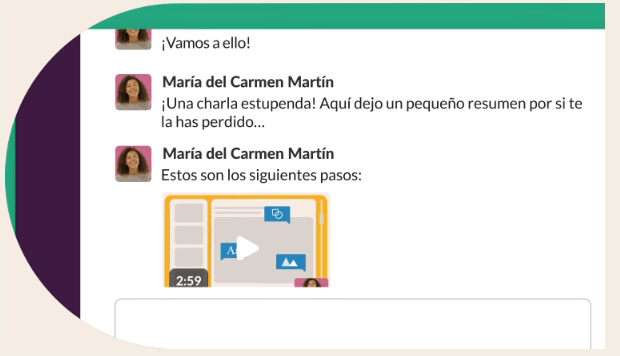 ¡Vamos a ello!
María del Carmen Martín
¡Una charla estupenda! Aquí dejo un pequeño resumen por si te
la has perdido...
María del Carmen Martín
Estos son los siguientes pasos:
2:59